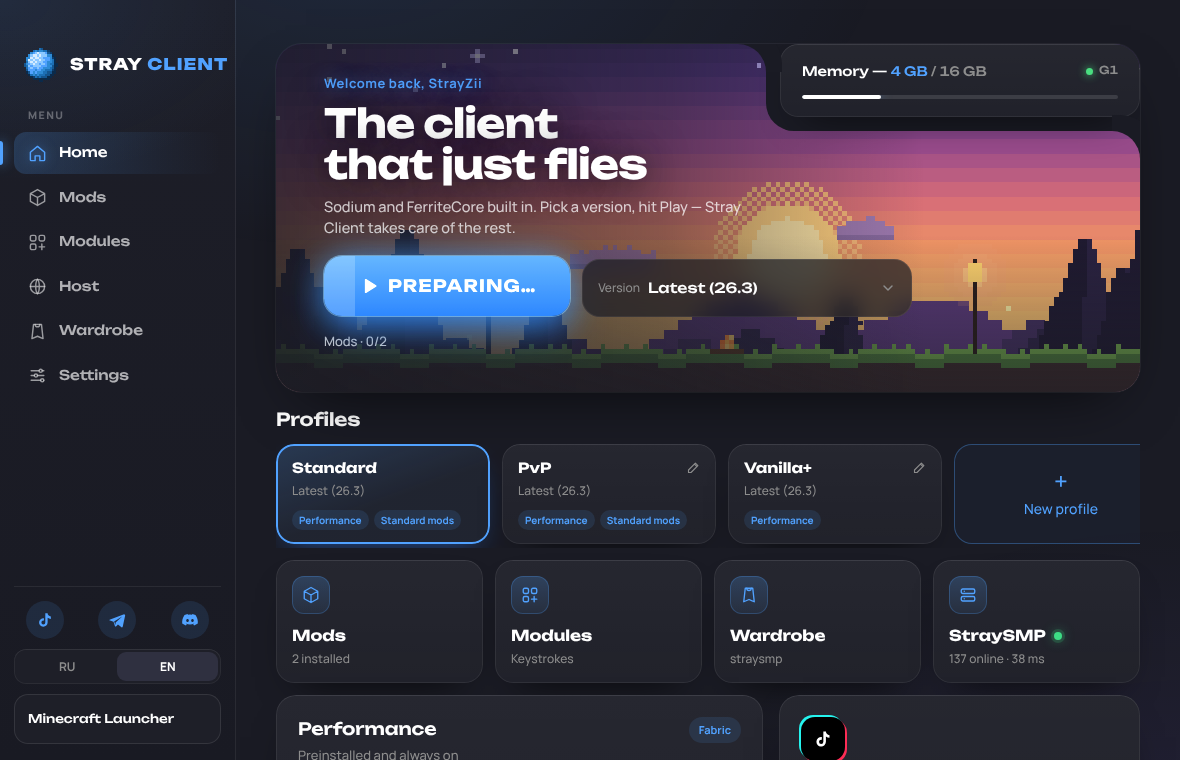 STRAY CLIENT
MENU
Home
Mods
Modules
Host
Wardrobe
Settings
RU
EN
Minecraft Launcher
Welcome back, StrayZii
The client
that just flies
Sodium and FerriteCore built in. Pick a version, hit Play — Stray
Client takes care of the rest.
PREPARING...
Version Latest (26.3)
Mods · 0/2
Memory — 4 GB / 16 GB
G1
Profiles
Standard
Latest (26.3)
Performance
Standard mods
PvP
Latest (26.3)
Performance
Standard mods
Vanilla+
Latest (26.3)
Performance
+
New profile
Mods
2 installed
Modules
Keystrokes
Wardrobe
straysmp
StraySMP
137 online · 38 ms
Performance
Fabric
Preinstalled and always on